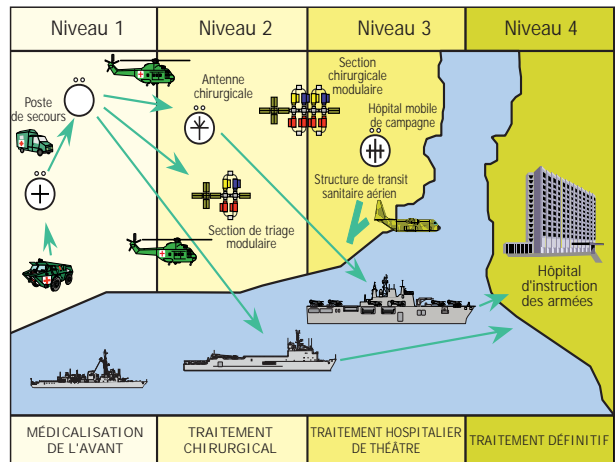 Niveau 1
Niveau 2
Niveau 3
Niveau 4
Poste
de secours
Antenne
chirurgicale
Section de triage
modulaire
Section
chirurgicale
modulaire
Hôpital mobile
de campagne
Structure de transit
sanitaire aérien
Hôpital
d'instruction
des armées
MÉDICALISATION
DE L'AVANT
TRAITEMENT
CHIRURGICAL
TRAITEMENT HOSPITALIER
DE THÉÂTRE
TRAITEMENT DÉFINITIF